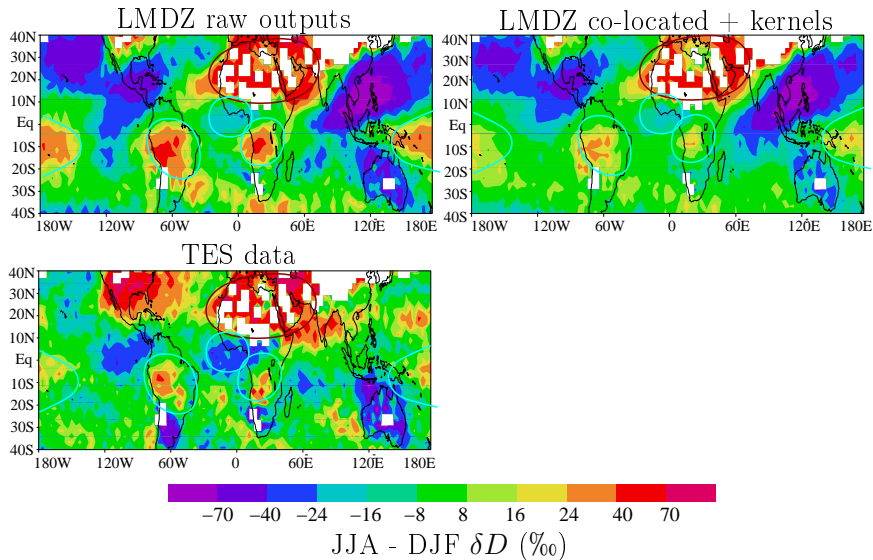 LMDZ raw outputs
LMDZ co-located + kernels
40N
30N
20N
10N
Eq
10S
20S
30S
40S
180W 120W 60W 0 60E 120E 180E
40N
30N
20N
10N
Eq
10S
20S
30S
40S
180W 120W 60W 0 60E 120E 180E
TES data
40N
30N
20N
10N
Eq
10S
20S
30S
40S
180W 120W 60W 0 60E 120E 180E
−70 −40 −24 −16 −8 8 16 24 40 70
JJA - DJF δD (‰)